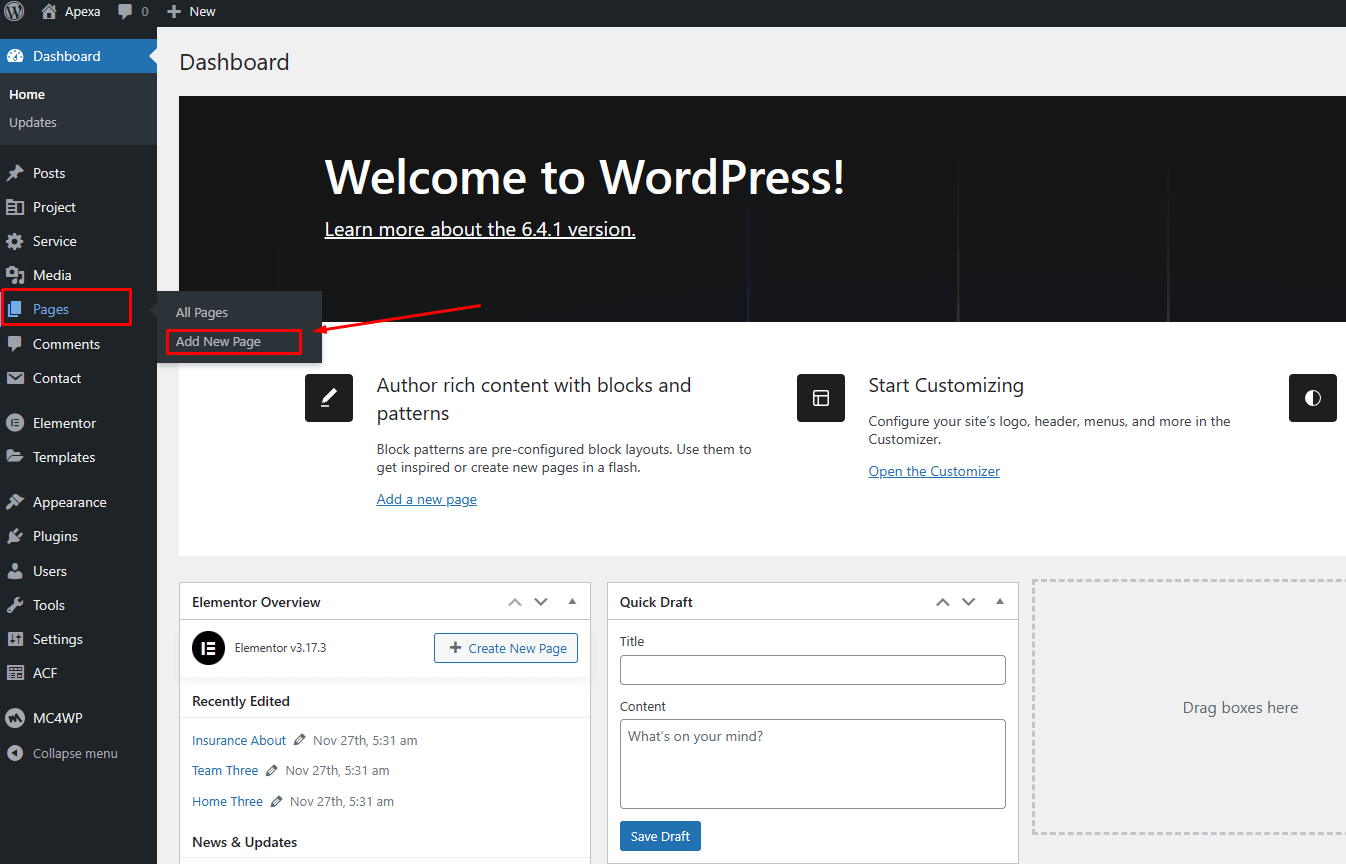 Apexa
0
New
Dashboard
Home
Updates
Posts
Project
Service
Media
Pages
Comments
Contact
Elementor
Templates
Appearance
Plugins
Users
Tools
Settings
ACF
MC4WP
Collapse menu
All Pages
Add New Page
Dashboard
Welcome to WordPress!
Learn more about the 6.4.1 version.
Author rich content with blocks and
patterns
Block patterns are pre-configured block layouts. Use them to
get inspired or create new pages in a flash.
Add a new page
Start Customizing
Configure your site’s logo, header, menus, and more in the
Customizer.
Open the Customizer
Elementor Overview
Elementor v3.17.3
Create New Page
Recently Edited
Insurance About Nov 27th, 5:31 am
Team Three Nov 27th, 5:31 am
Home Three Nov 27th, 5:31 am
News & Updates
Quick Draft
Title
Content
What’s on your mind?
Save Draft
Drag boxes here